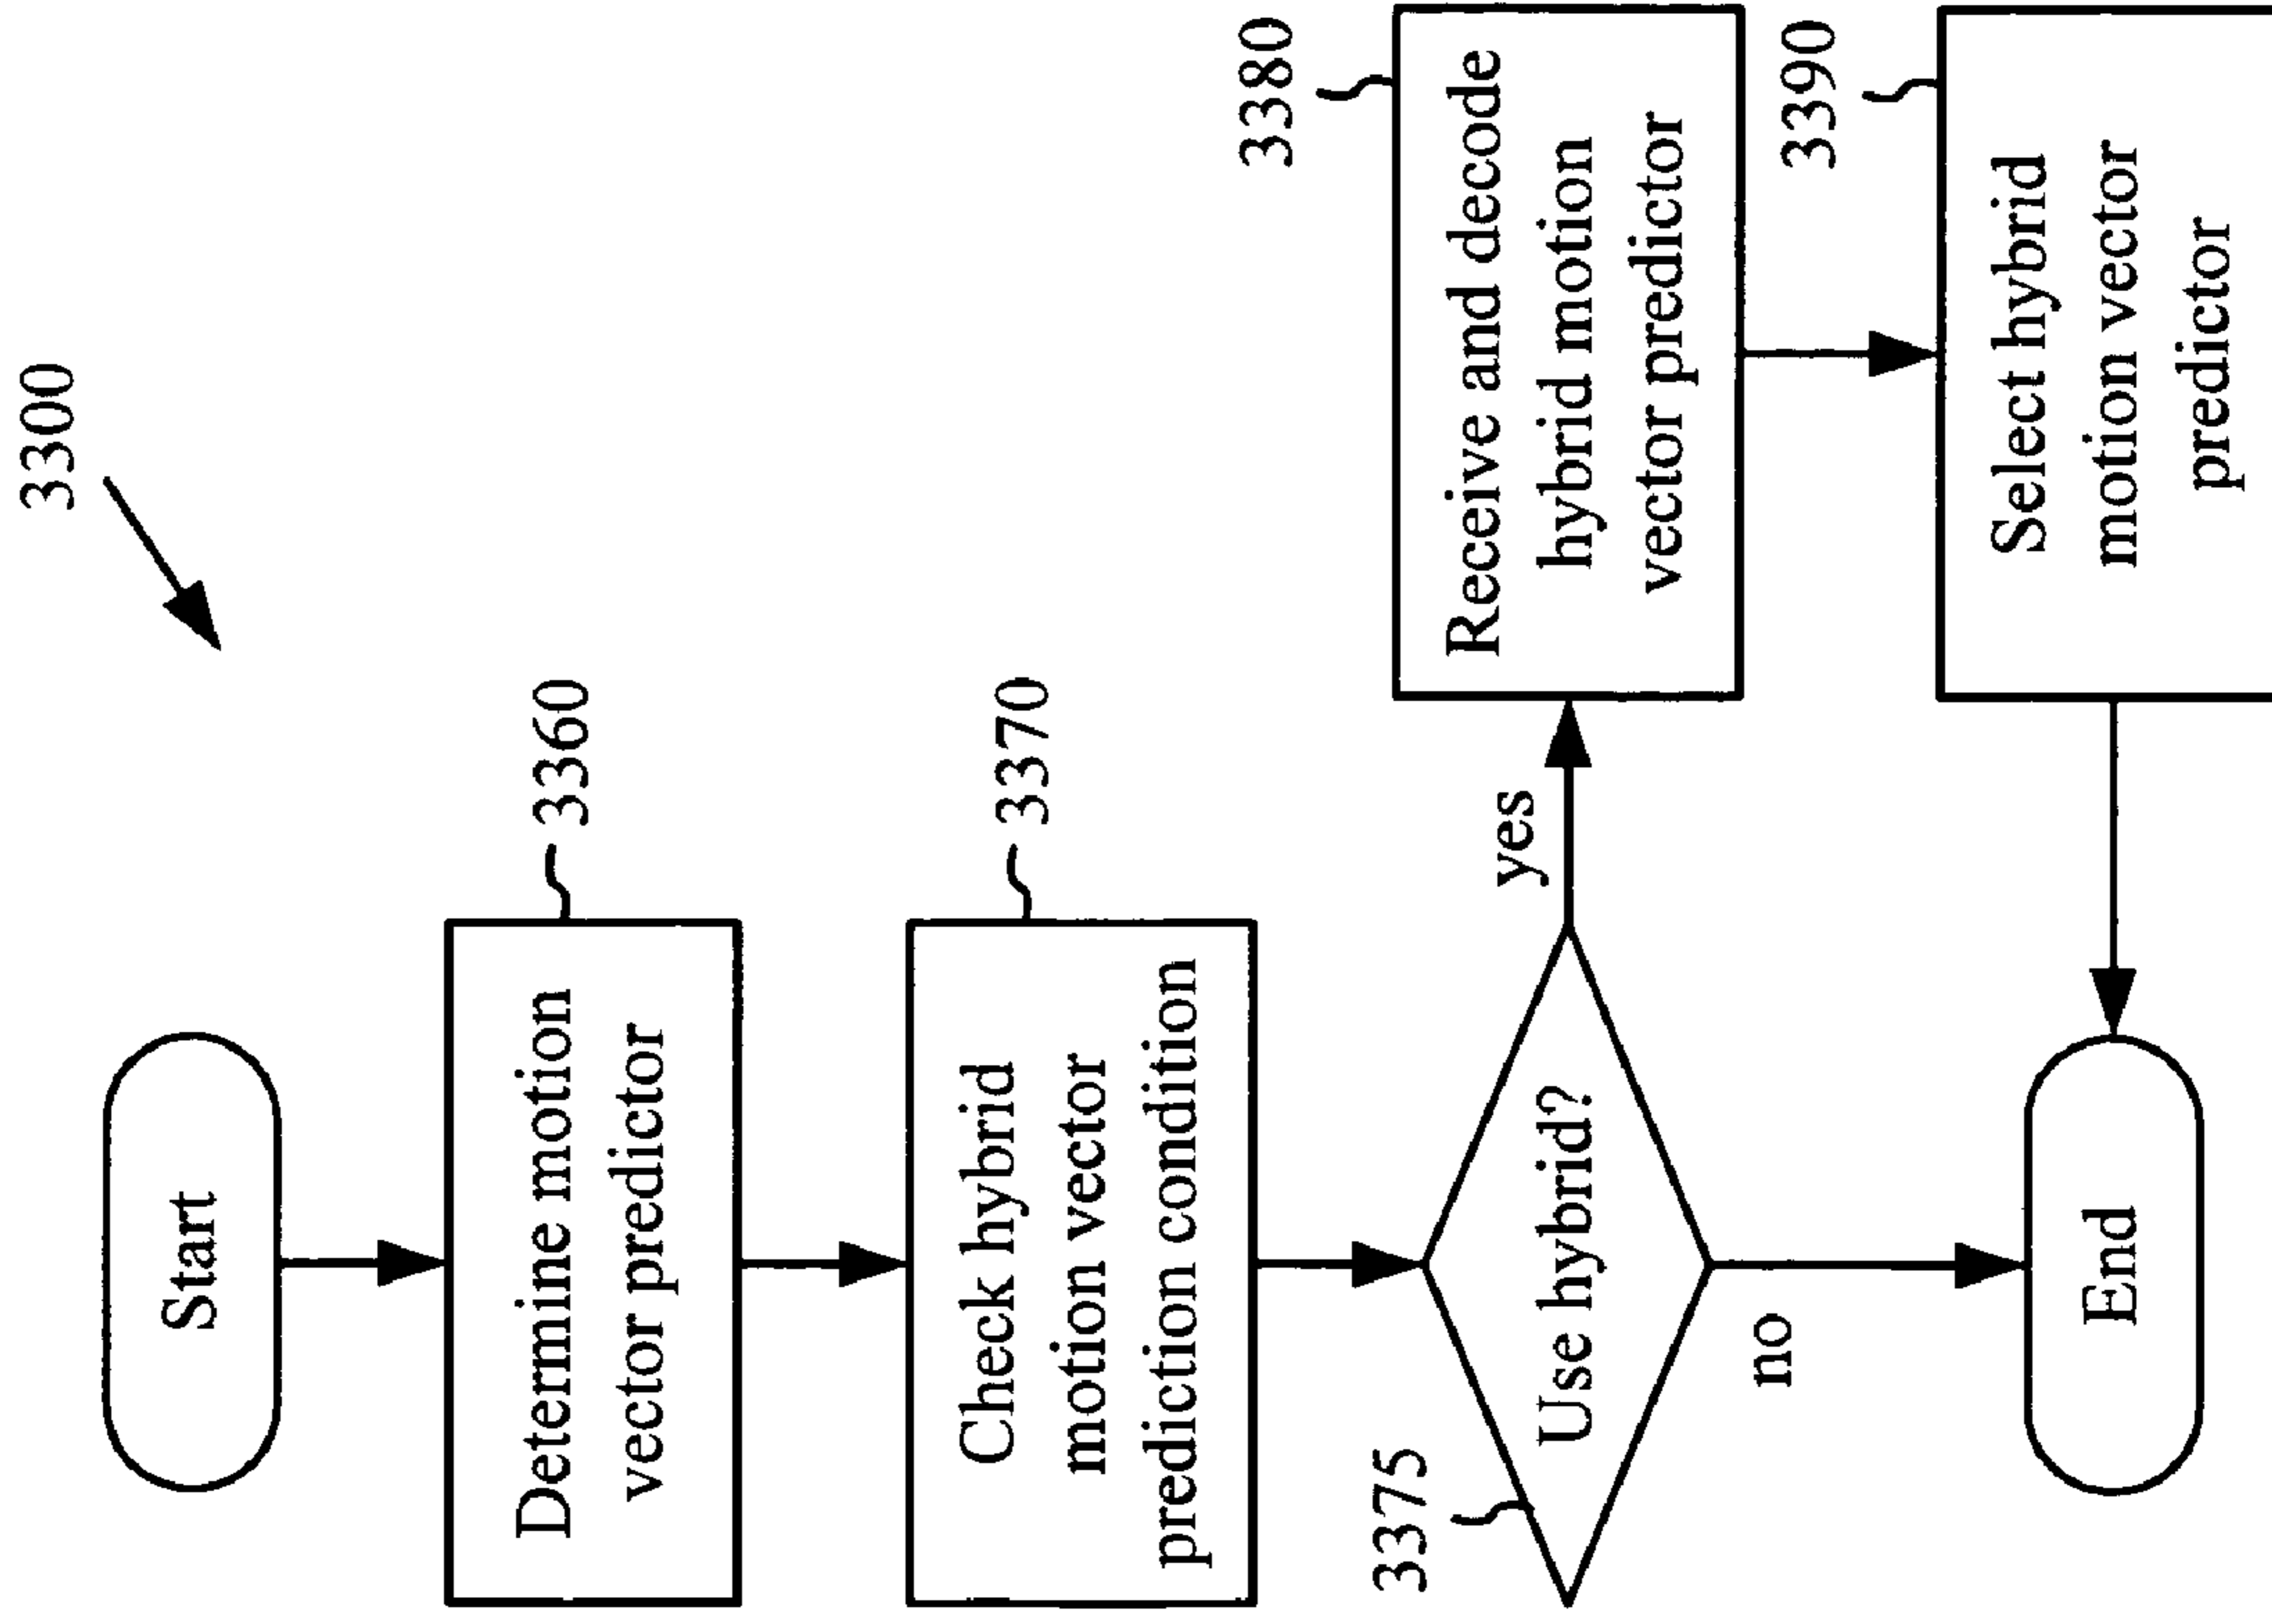 3300
Start
Determine motion
vector predictor
3360
Check hybrid
motion vector
prediction condition
3370
3375
Use hybrid?
yes
no
3380
Receive and decode
hybrid motion
vector predictor
3390
Select hybrid
motion vector
predictor
End